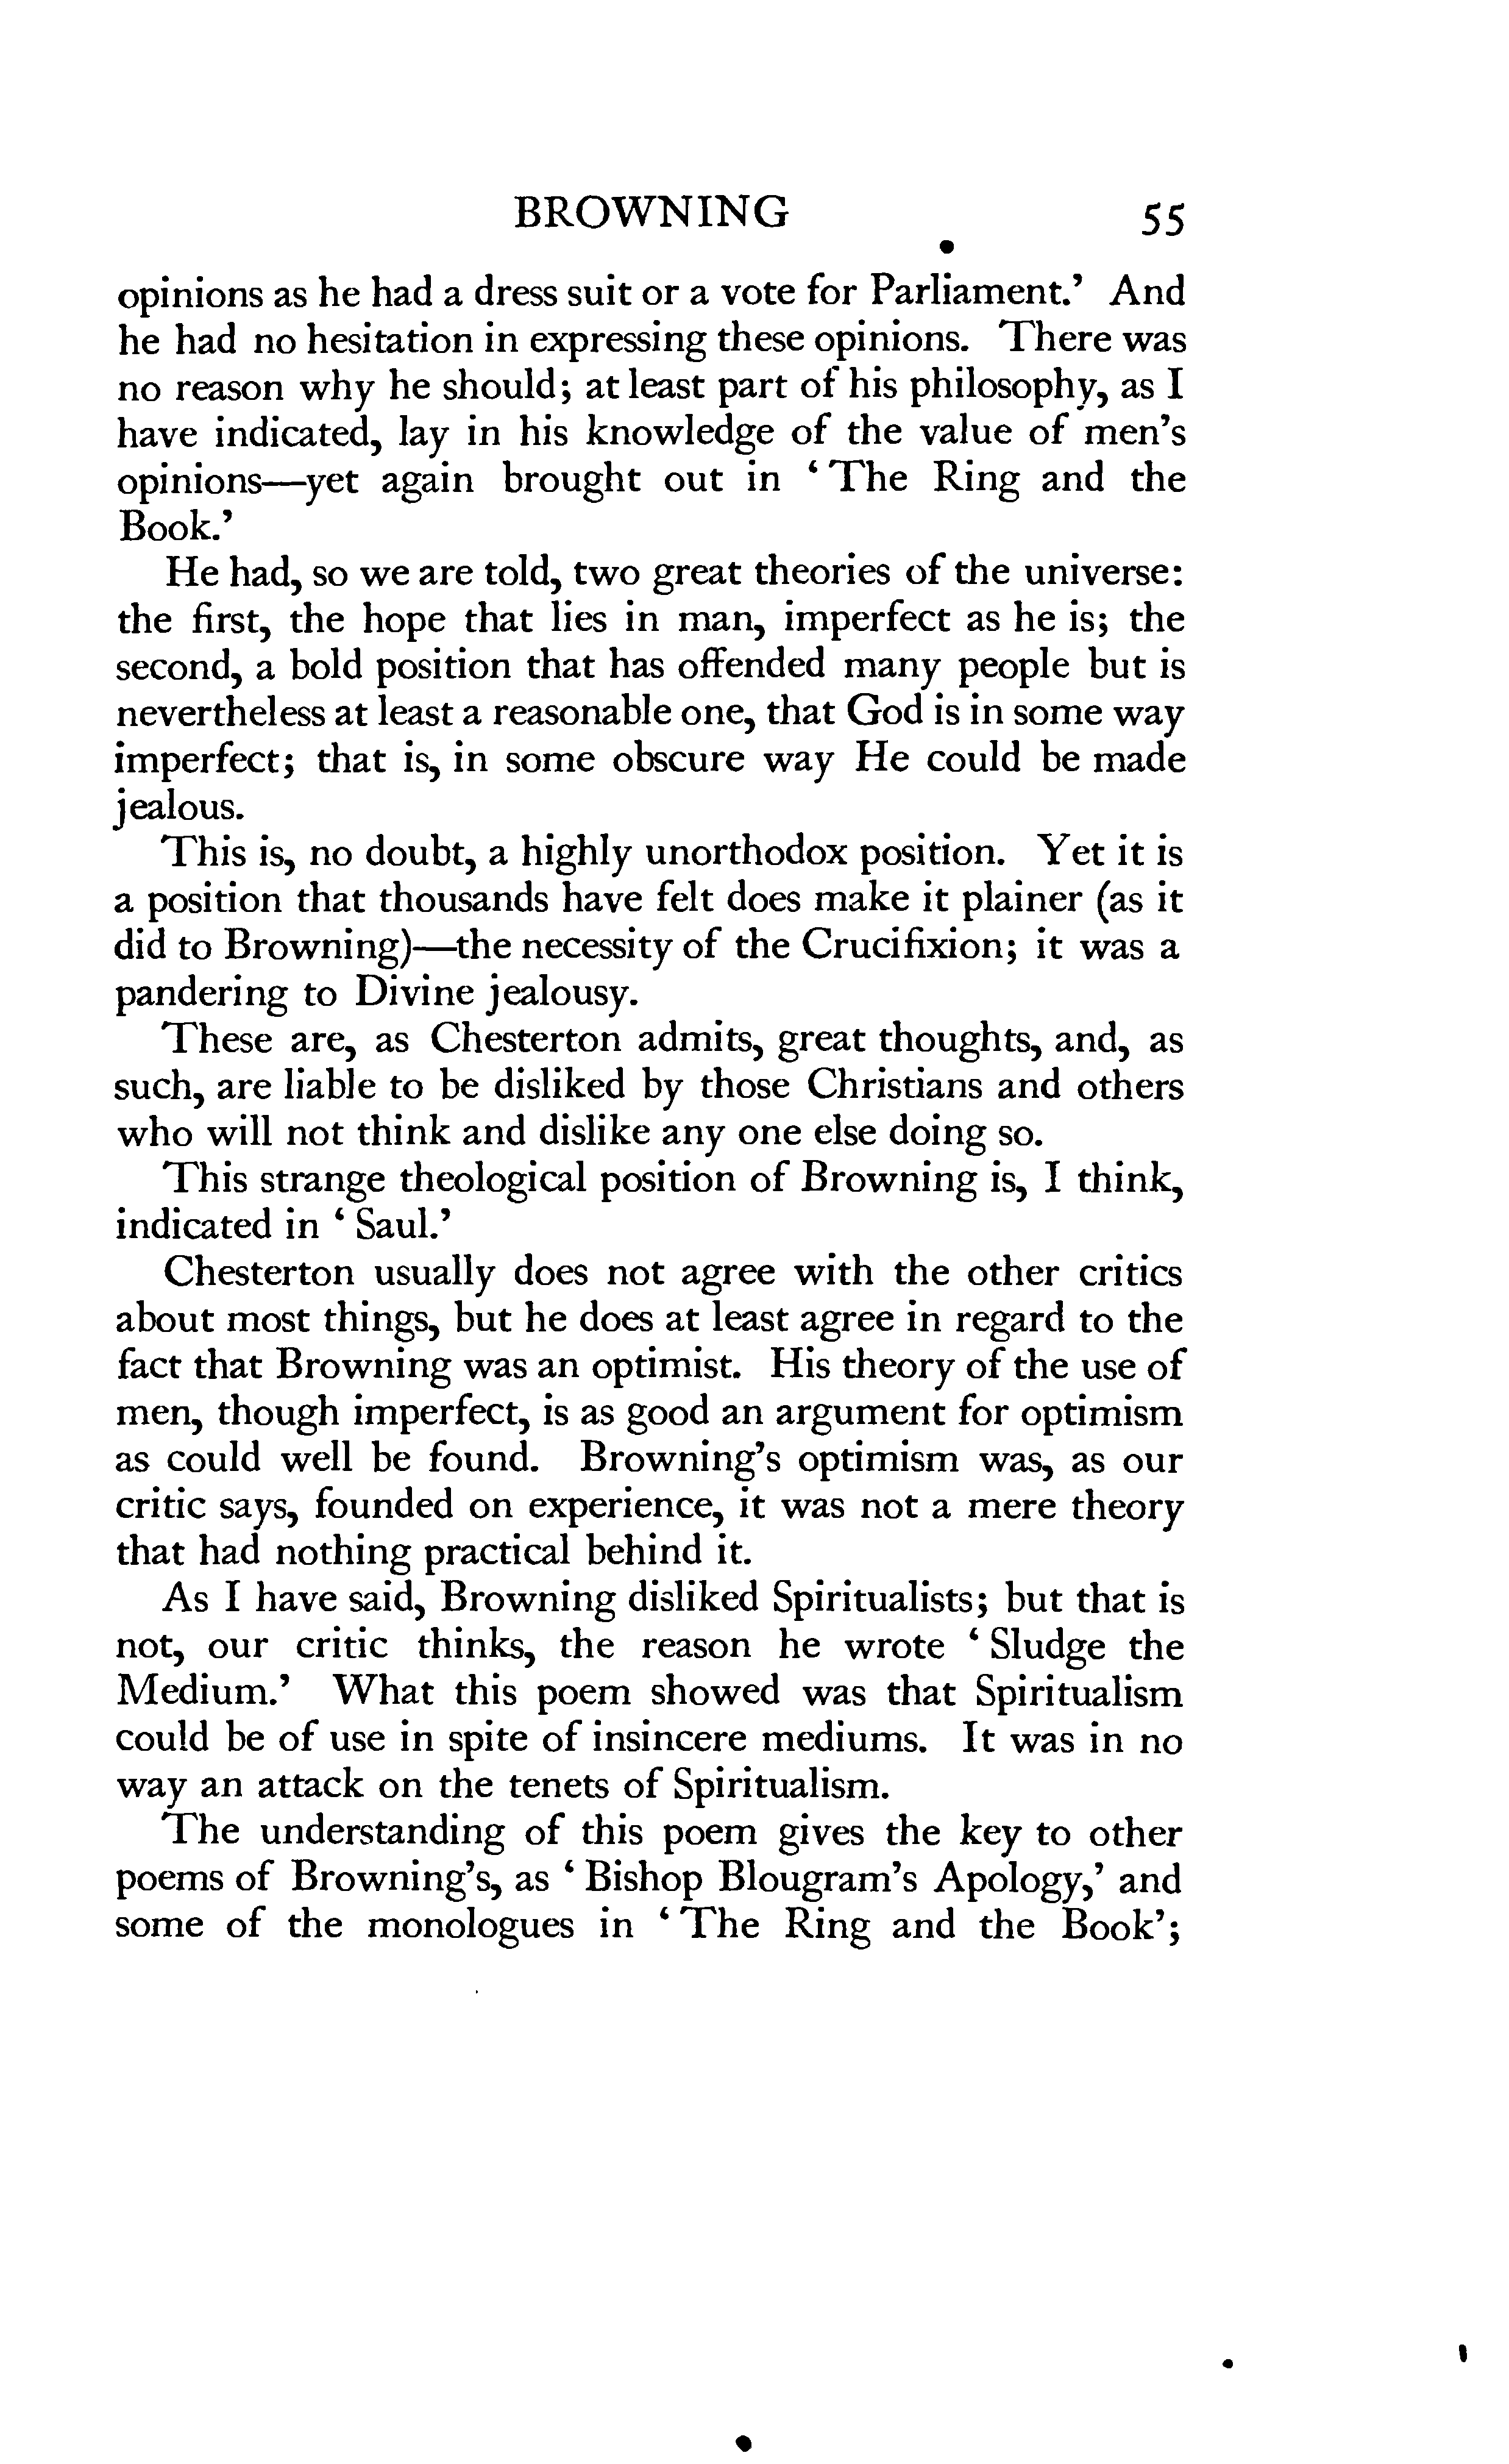 BROWNING 55
opinions as he had a dress suit or a vote for Parliament.’ And
he had no hesitation in expressing these opinions. There was
no reason why he should; at least part of his philosophy, as I
have indicated, lay in his knowledge of the value of men’s
opinions—yet again brought out in ‘The Ring and the
Book.’
He had, so we are told, two great theories of the universe:
the first, the hope that lies in man, imperfect as he is; the
second, a bold position that has offended many people but is
nevertheless at least a reasonable one, that God is in some way
imperfect; that is, in some obscure way He could be made
jealous.
This is, no doubt, a highly unorthodox position. Yet it is
a position that thousands have felt does make it plainer (as it
did to Browning)—the necessity of the Crucifixion; it was a
pandering to Divine jealousy.
These are, as Chesterton admits, great thoughts, and, as
such, are liable to be disliked by those Christians and others
who will not think and dislike any one else doing so.
This strange theological position of Browning is, I think,
indicated in ‘Saul.’
Chesterton usually does not agree with the other critics
about most things, but he does at least agree in regard to the
fact that Browning was an optimist. His theory of the use of
men, though imperfect, is as good an argument for optimism
as could well be found. Browning’s optimism was, as our
critic says, founded on experience, it was not a mere theory
that had nothing practical behind it.
As I have said, Browning disliked Spiritualists; but that is
not, our critic thinks, the reason he wrote ‘Sludge the
Medium.’ What this poem showed was that Spiritualism
could be of use in spite of insincere mediums. It was in no
way an attack on the tenets of Spiritualism.
The understanding of this poem gives the key to other
poems of Browning’s, as ‘Bishop Blougram’s Apology,’ and
some of the monologues in ‘The Ring and the Book’;